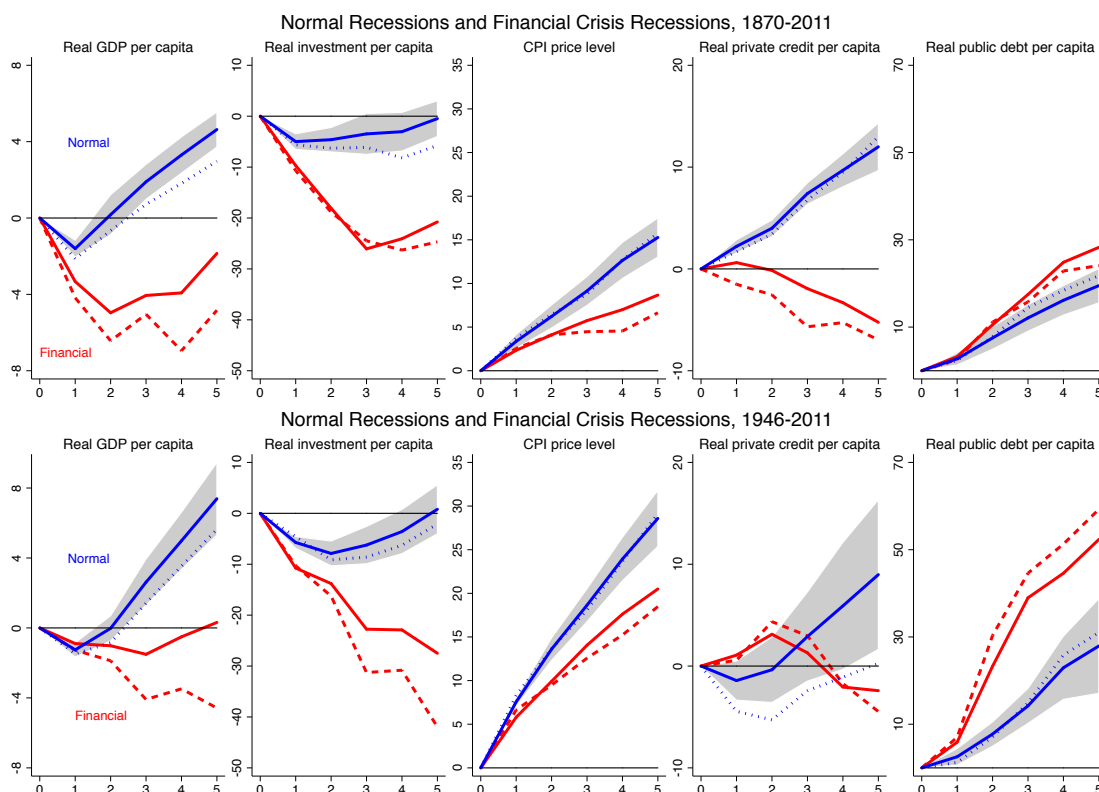 Normal Recessions and Financial Crisis Recessions, 1870-2011
Real GDP per capita
Real investment per capita
CPI price level
Real private credit per capita
Real public debt per capita
8
4
0
-4
-8
Normal
Financial
0 1 2 3 4 5
10
0
-10
-20
-30
-40
-50
0 1 2 3 4 5
35
30
25
20
15
10
5
0
0 1 2 3 4 5
20
10
0
-10
0 1 2 3 4 5
70
50
30
10
0 1 2 3 4 5
Normal Recessions and Financial Crisis Recessions, 1946-2011
Real GDP per capita
Real investment per capita
CPI price level
Real private credit per capita
Real public debt per capita
8
4
0
-4
-8
Normal
Financial
0 1 2 3 4 5
10
0
-10
-20
-30
-40
-50
0 1 2 3 4 5
35
30
25
20
15
10
5
0
0 1 2 3 4 5
20
10
0
-10
0 1 2 3 4 5
70
50
30
10
0 1 2 3 4 5